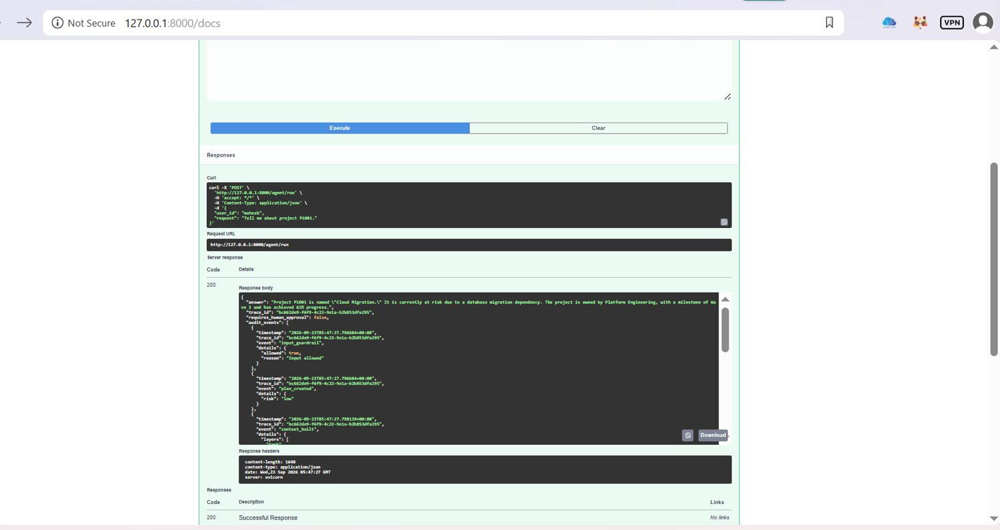 Not Secure 127.0.0.1:8000/docs
VPN
Execute
Clear
Responses
Curl
curl -X 'POST' \
'http://127.0.0.1:8000/agent/run' \
-H 'accept: */*' \
-H 'Content-Type: application/json' \
-d '{
"user_id": "mahesh",
"request": "Tell me about project P1001."
}'
Request URL
http://127.0.0.1:8000/agent/run
Server response
Code Details
200
Response body
{
"answer": "Project P1001 is named \"Cloud Migration.\" It is currently at risk due to a database migration dependency. The project is owned by Platform Engineering, with a milestone of Wa
ve 2 and has achieved 62% progress.",
"trace_id": "bc662de9-f6f9-4c22-9e1a-b2b853dfa295",
"requires_human_approval": false,
"audit_events": [
{
"timestamp": "2026-09-23T05:47:27.796684+00:00",
"trace_id": "bc662de9-f6f9-4c22-9e1a-b2b853dfa295",
"event": "input_guardrail",
"details": {
"allowed": true,
"reason": "Input allowed"
}
},
{
"timestamp": "2026-09-23T05:47:27.796684+00:00",
"trace_id": "bc662de9-f6f9-4c22-9e1a-b2b853dfa295",
"event": "plan_created",
"details": {
"risk": "low"
}
},
{
"timestamp": "2026-09-23T05:47:27.798139+00:00",
"trace_id": "bc662de9-f6f9-4c22-9e1a-b2b853dfa295",
"event": "context_built",
"details": {
"layers": [
"task",
Download
Response headers
content-length: 1640
content-type: application/json
date: Wed,23 Sep 2026 05:47:27 GMT
server: uvicorn
Responses
Code Description Links
200 Successful Response No links